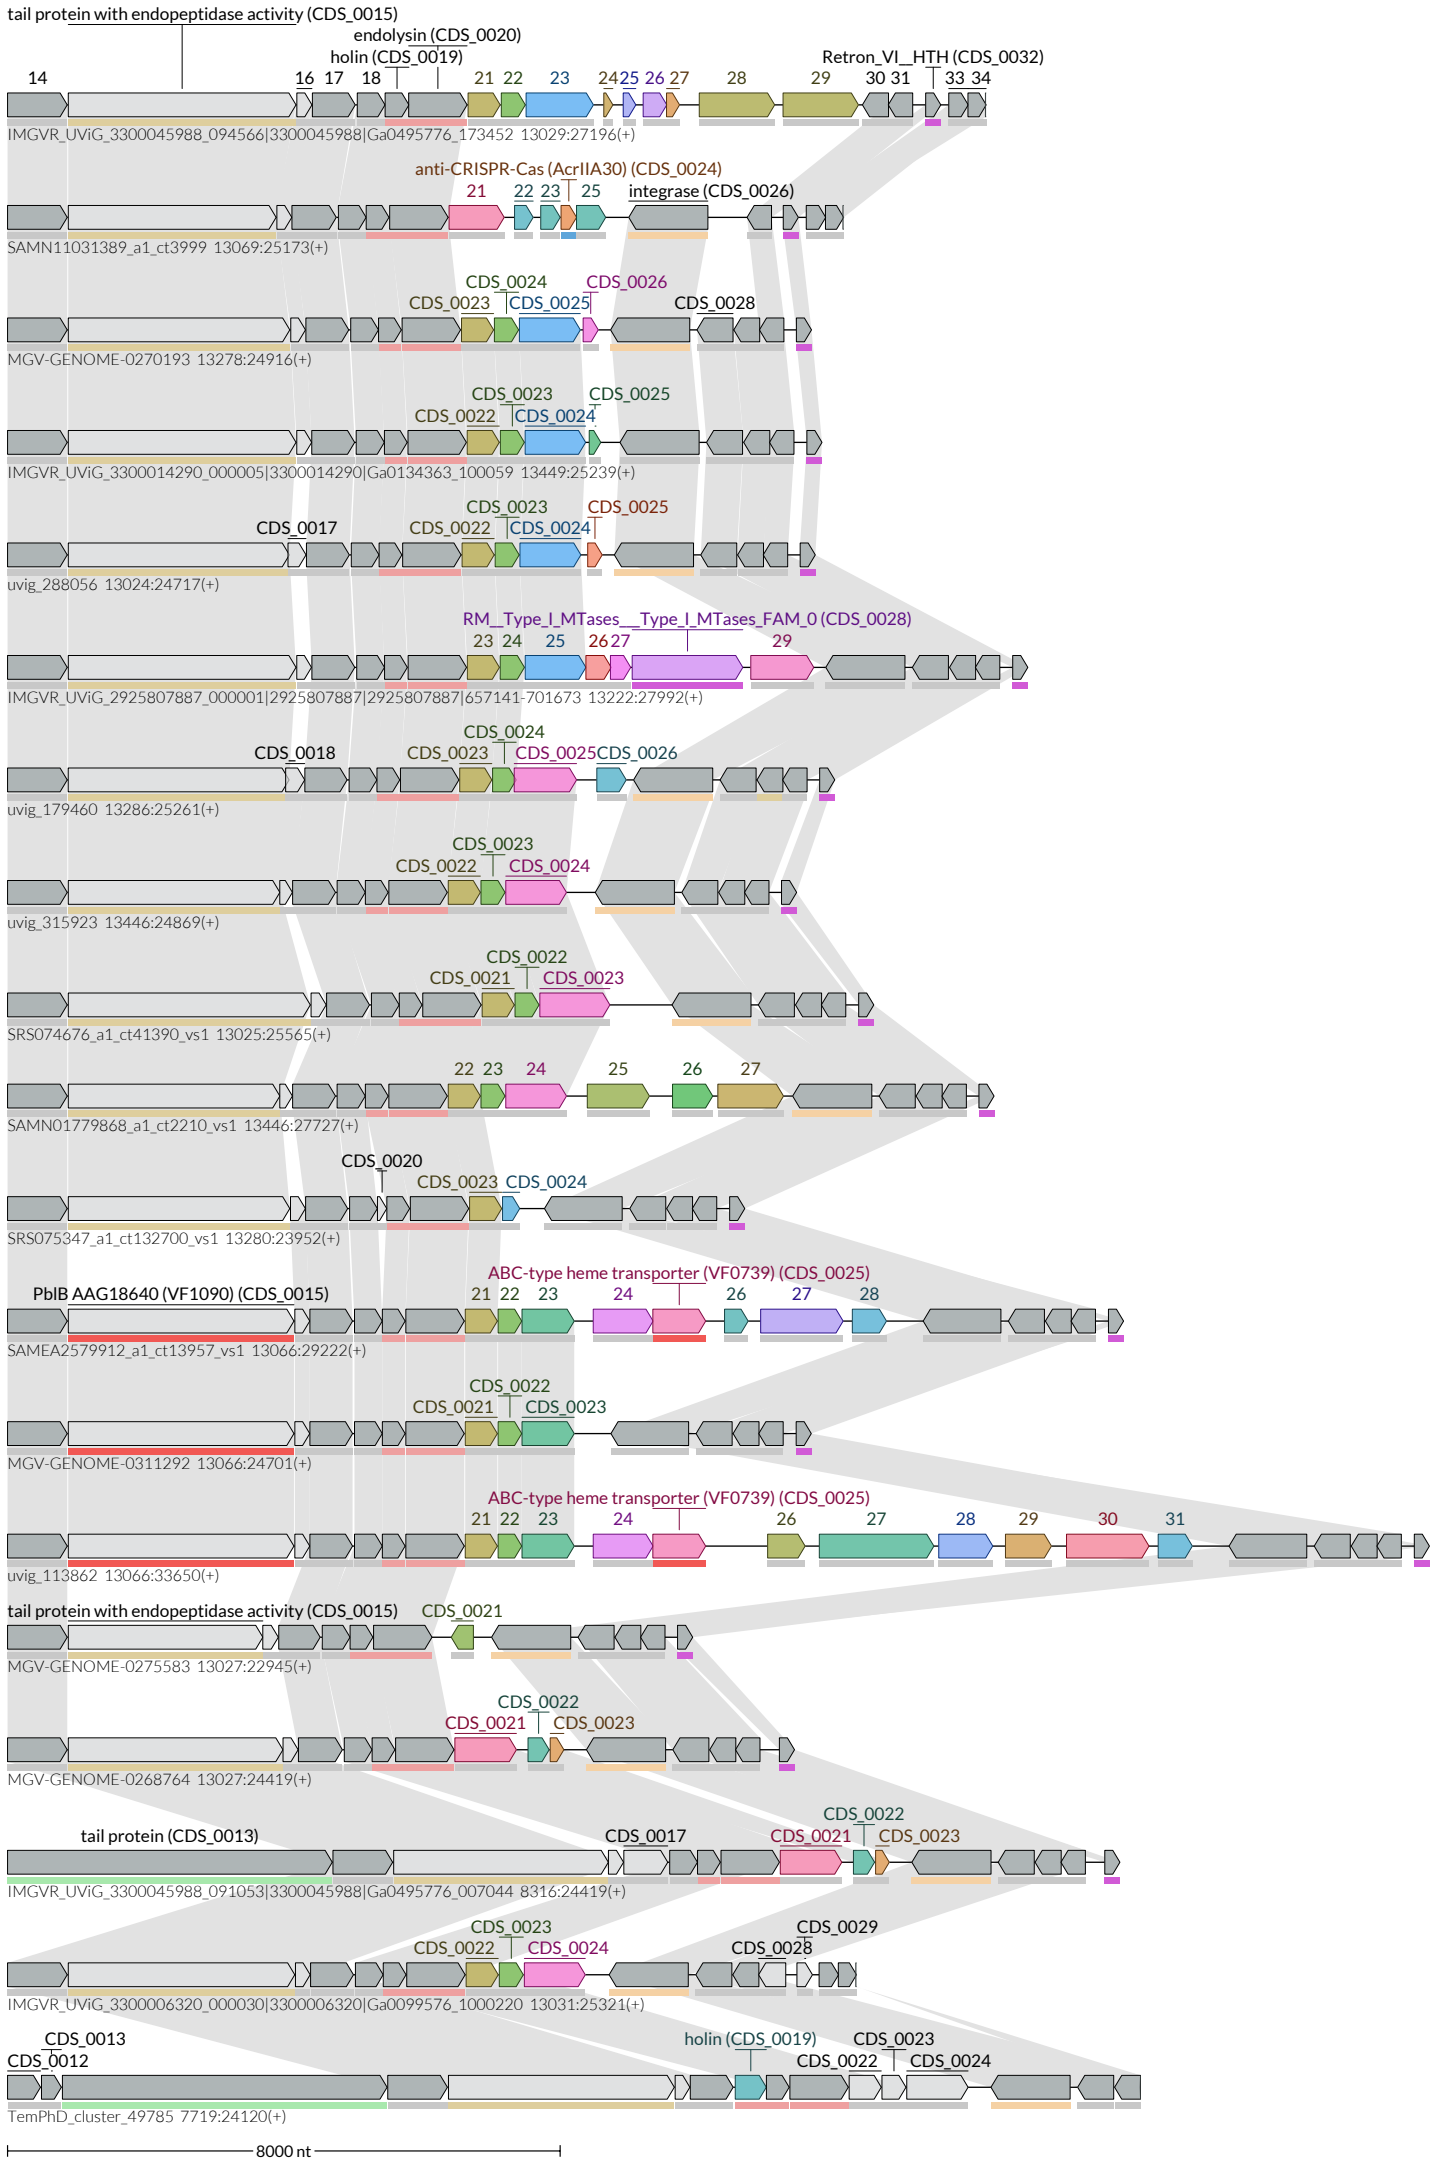 tail protein with endopeptidase activity (CDS_0015)
endolysin (CDS_0020)
holin (CDS_0019) Retron_VI__HTH (CDS_0032)
14 16 17 18 21 22 23 24 25 26 27 28 29 30 31 33 34
IMGVR_UViG_3300045988_094566|3300045988|Ga0495776_173452 13029:27196(+)
anti-CRISPR-Cas (AcrIIA30) (CDS_0024)
21 22 23 25 integrase (CDS_0026)
SAMN11031389_a1_ct3999 13069:25173(+)
CDS_0024 CDS_0026
CDS_0023 CDS_0025 CDS_0028
MGV-GENOME-0270193 13278:24916(+)
CDS_0023 CDS_0025
CDS_0022 CDS_0024
IMGVR_UViG_3300014290_000005|3300014290|Ga0134363_100059 13449:25239(+)
CDS_0023 CDS_0025
CDS_0017 CDS_0022 CDS_0024
uvig_288056 13024:24717(+)
RM__Type_I_MTases___Type_I_MTases_FAM_0 (CDS_0028)
23 24 25 26 27 29
IMGVR_UViG_2925807887_000001|2925807887|2925807887|657141-701673 13222:27992(+)
CDS_0024
CDS_0018 CDS_0023 CDS_0025 CDS_0026
uvig_179460 13286:25261(+)
CDS_0023
CDS_0022 CDS_0024
uvig_315923 13446:24869(+)
CDS_0022
CDS_0021 CDS_0023
SRS074676_a1_ct41390_vs1 13025:25565(+)
22 23 24 25 26 27
SAMN01779868_a1_ct2210_vs1 13446:27727(+)
CDS_0020
CDS_0023 CDS_0024
SRS075347_a1_ct132700_vs1 13280:23952(+)
ABC-type heme transporter (VF0739) (CDS_0025)
PblB AAG18640 (VF1090) (CDS_0015) 21 22 23 24 26 27 28
SAMEA2579912_a1_ct13957_vs1 13066:29222(+)
CDS_0022
CDS_0021 CDS_0023
MGV-GENOME-0311292 13066:24701(+)
ABC-type heme transporter (VF0739) (CDS_0025)
21 22 23 24 26 27 28 29 30 31
uvig_113862 13066:33650(+)
tail protein with endopeptidase activity (CDS_0015) CDS_0021
MGV-GENOME-0275583 13027:22945(+)
CDS_0022
CDS_0021 CDS_0023
MGV-GENOME-0268764 13027:24419(+)
CDS_0022
tail protein (CDS_0013) CDS_0017 CDS_0021 CDS_0023
IMGVR_UViG_3300045988_091053|3300045988|Ga0495776_007044 8316:24419(+)
CDS_0023 CDS_0029
CDS_0022 CDS_0024 CDS_0028
IMGVR_UViG_3300006320_000030|3300006320|Ga0099576_1000220 13031:25321(+)
CDS_0013 holin (CDS_0019) CDS_0023
CDS_0012 CDS_0022 CDS_0024
TemPhD_cluster_49785 7719:24120(+)
8000 nt